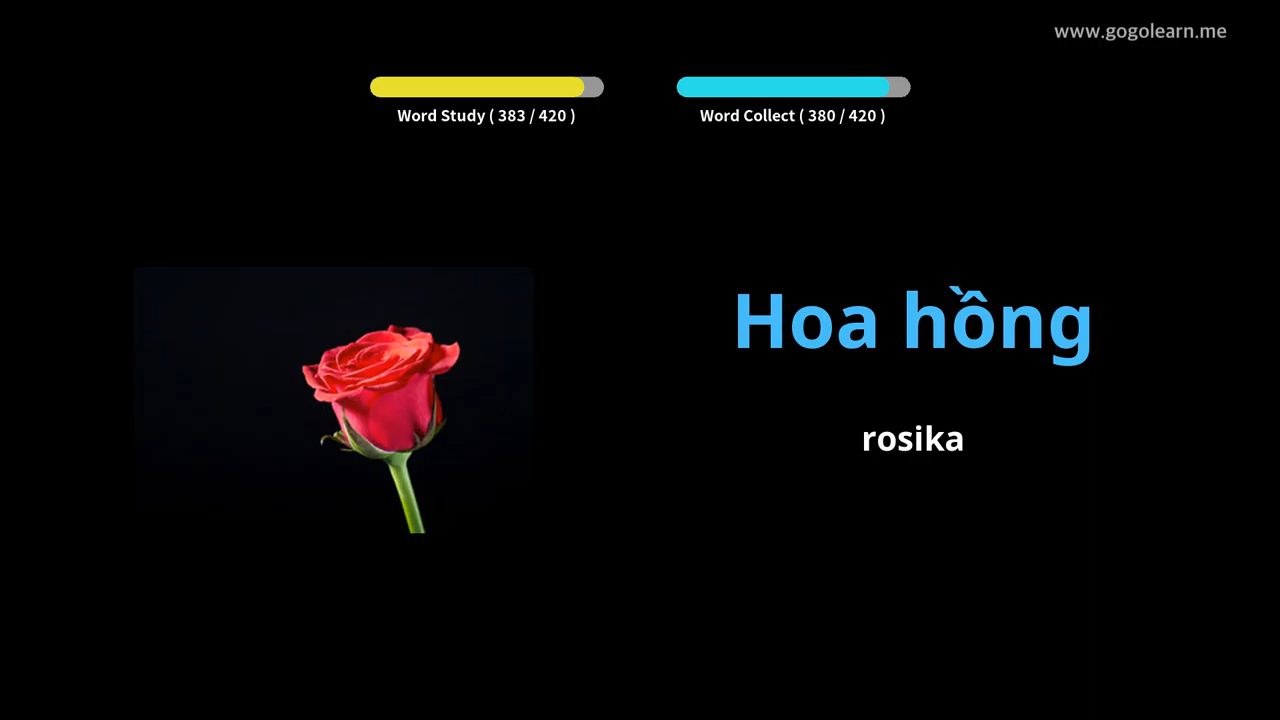 www.gogolearn.me
Word Study ( 383 / 420 )
Word Collect ( 380 / 420 )
Hoa hồng
rosika